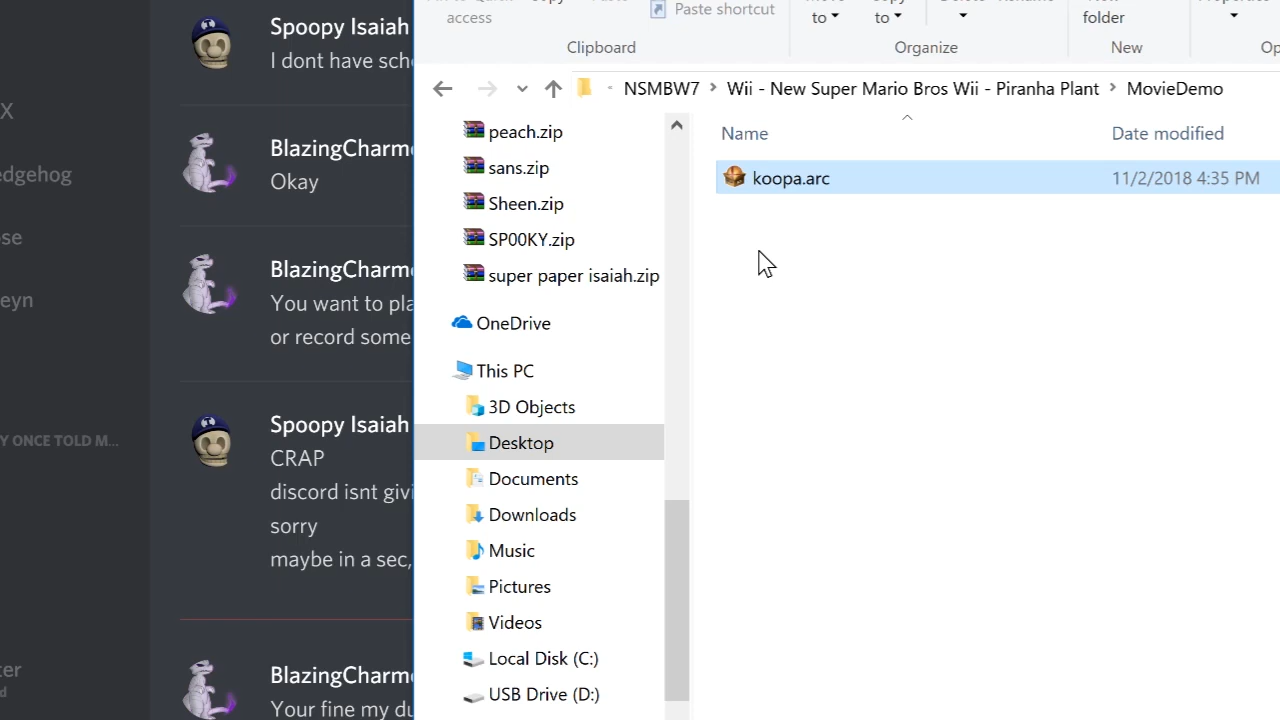 X
edgehog
se
eyn
Y ONCE TOLD M...
ter
d
Spoopy Isaiah
I dont have sch
BlazingCharm
Okay
BlazingCharm
You want to pla
or record some
Spoopy Isaiah
CRAP
discord isnt givi
sorry
maybe in a sec,
BlazingCharm
Your fine my du
access
Paste shortcut
to
to
folder
Clipboard
Organize
New
Op
NSMBW7 > Wii - New Super Mario Bros Wii - Piranha Plant > MovieDemo
peach.zip
sans.zip
Sheen.zip
SP00KY.zip
super paper isaiah.zip
OneDrive
This PC
3D Objects
Desktop
Documents
Downloads
Music
Pictures
Videos
Local Disk (C:)
USB Drive (D:)
Name
Date modified
koopa.arc
11/2/2018 4:35 PM